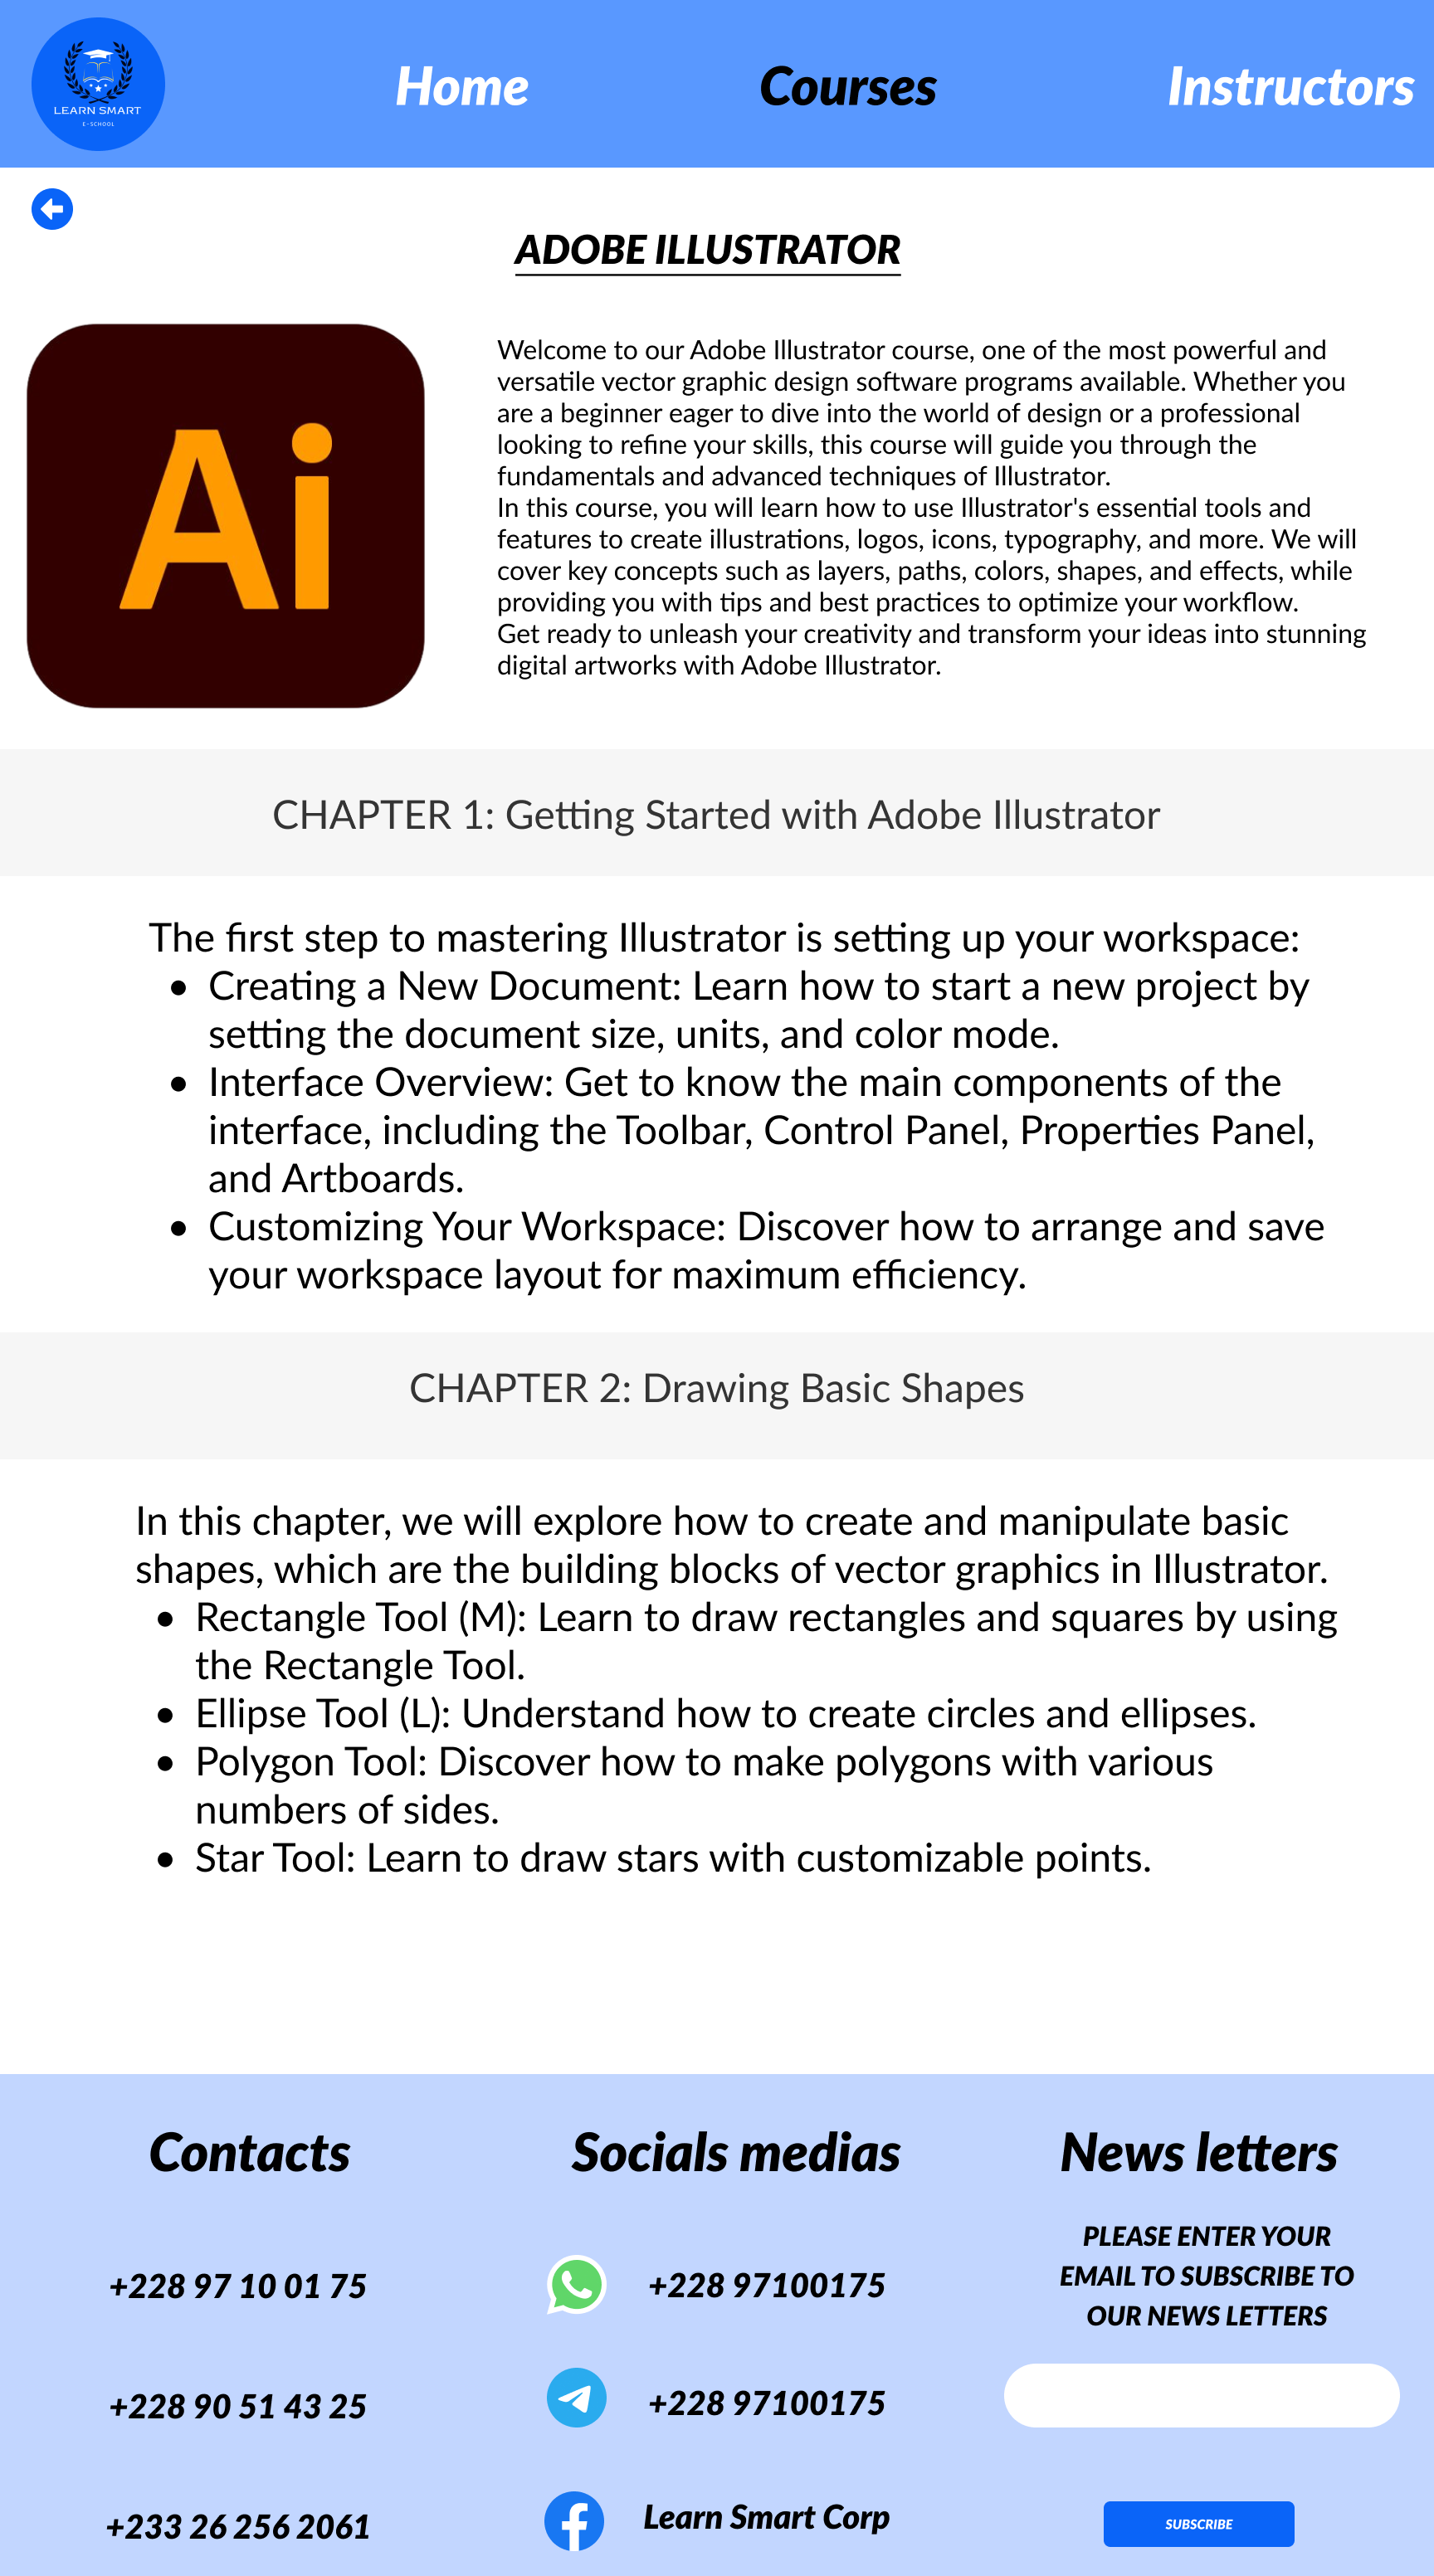 LEARN SMART
E-SCHOOL
Home
Courses
Instructors
ADOBE ILLUSTRATOR
Ai
Welcome to our Adobe Illustrator course, one of the most powerful and
versatile vector graphic design software programs available. Whether you
are a beginner eager to dive into the world of design or a professional
looking to refine your skills, this course will guide you through the
fundamentals and advanced techniques of Illustrator.
In this course, you will learn how to use Illustrator's essential tools and
features to create illustrations, logos, icons, typography, and more. We will
cover key concepts such as layers, paths, colors, shapes, and effects, while
providing you with tips and best practices to optimize your workflow.
Get ready to unleash your creativity and transform your ideas into stunning
digital artworks with Adobe Illustrator.
CHAPTER 1: Getting Started with Adobe Illustrator
The first step to mastering Illustrator is setting up your workspace:
• Creating a New Document: Learn how to start a new project by
setting the document size, units, and color mode.
• Interface Overview: Get to know the main components of the
interface, including the Toolbar, Control Panel, Properties Panel,
and Artboards.
• Customizing Your Workspace: Discover how to arrange and save
your workspace layout for maximum efficiency.
CHAPTER 2: Drawing Basic Shapes
In this chapter, we will explore how to create and manipulate basic
shapes, which are the building blocks of vector graphics in Illustrator.
• Rectangle Tool (M): Learn to draw rectangles and squares by using
the Rectangle Tool.
• Ellipse Tool (L): Understand how to create circles and ellipses.
• Polygon Tool: Discover how to make polygons with various
numbers of sides.
• Star Tool: Learn to draw stars with customizable points.
Contacts
+228 97 10 01 75
+228 90 51 43 25
+233 26 256 2061
Socials medias
+228 97100175
+228 97100175
Learn Smart Corp
News letters
PLEASE ENTER YOUR
EMAIL TO SUBSCRIBE TO
OUR NEWS LETTERS
SUBSCRIBE